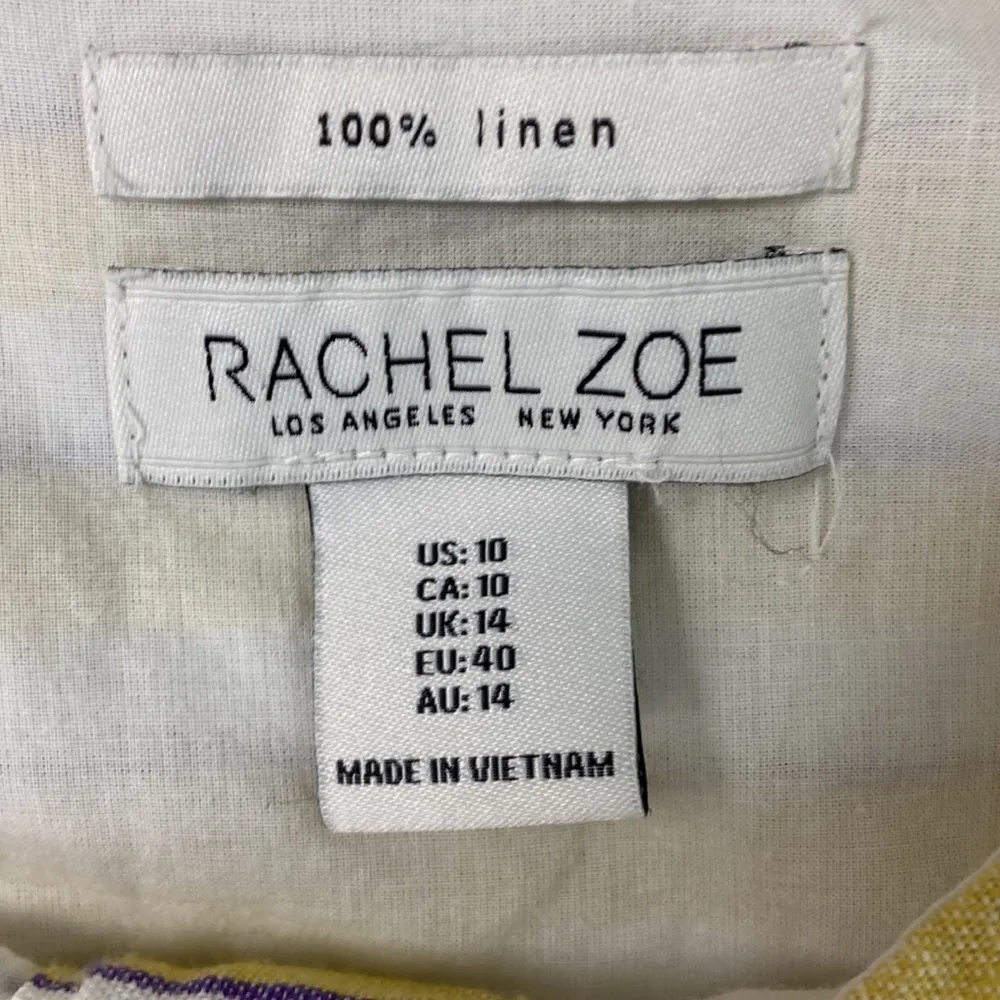 100% linen
RACHEL ZOE
LOS ANGELES NEW YORK
US: 10
CA: 10
UK: 14
EU: 40
AU: 14
MADE IN VIETNAM